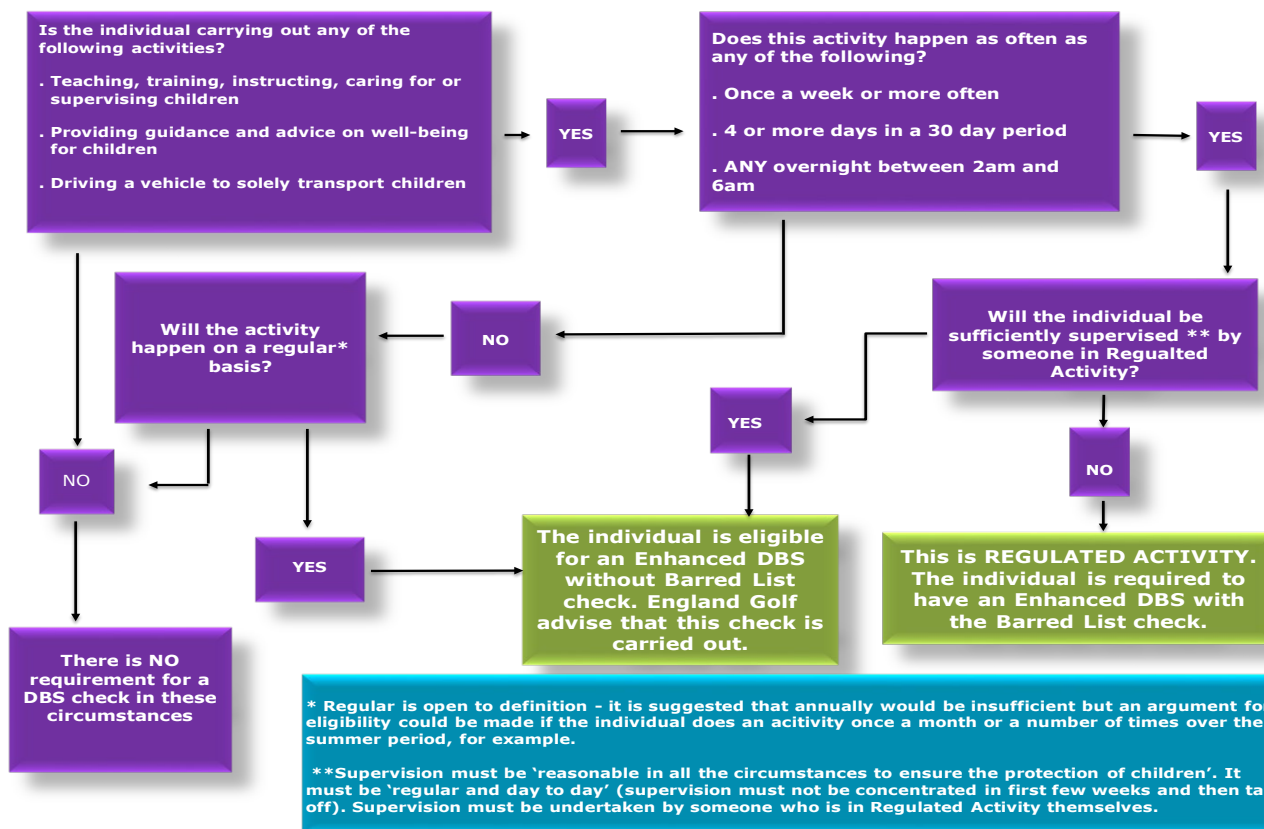 Is the individual carrying out any of the
following activities?
. Teaching, training, instructing, caring for or
supervising children
. Providing guidance and advice on well-being
for children
. Driving a vehicle to solely transport children
YES
Does this activity happen as often as
any of the following?
. Once a week or more often
. 4 or more days in a 30 day period
. ANY overnight between 2am and
6am
YES
Will the activity
happen on a regular*
basis?
NO
Will the individual be
sufficiently supervised ** by
someone in Regualted
Activity?
YES
NO
NO
YES
The individual is eligible
for an Enhanced DBS
without Barred List
check. England Golf
advise that this check is
carried out.
This is REGULATED ACTIVITY.
The individual is required to
have an Enhanced DBS with
the Barred List check.
There is NO
requirement for a
DBS check in these
circumstances
* Regular is open to definition - it is suggested that annually would be insufficient but an argument for
eligibility could be made if the individual does an acitivity once a month or a number of times over the
summer period, for example.
**Supervision must be ‘reasonable in all the circumstances to ensure the protection of children’. It
must be ‘regular and day to day’ (supervision must not be concentrated in first few weeks and then ta
off). Supervision must be undertaken by someone who is in Regulated Activity themselves.